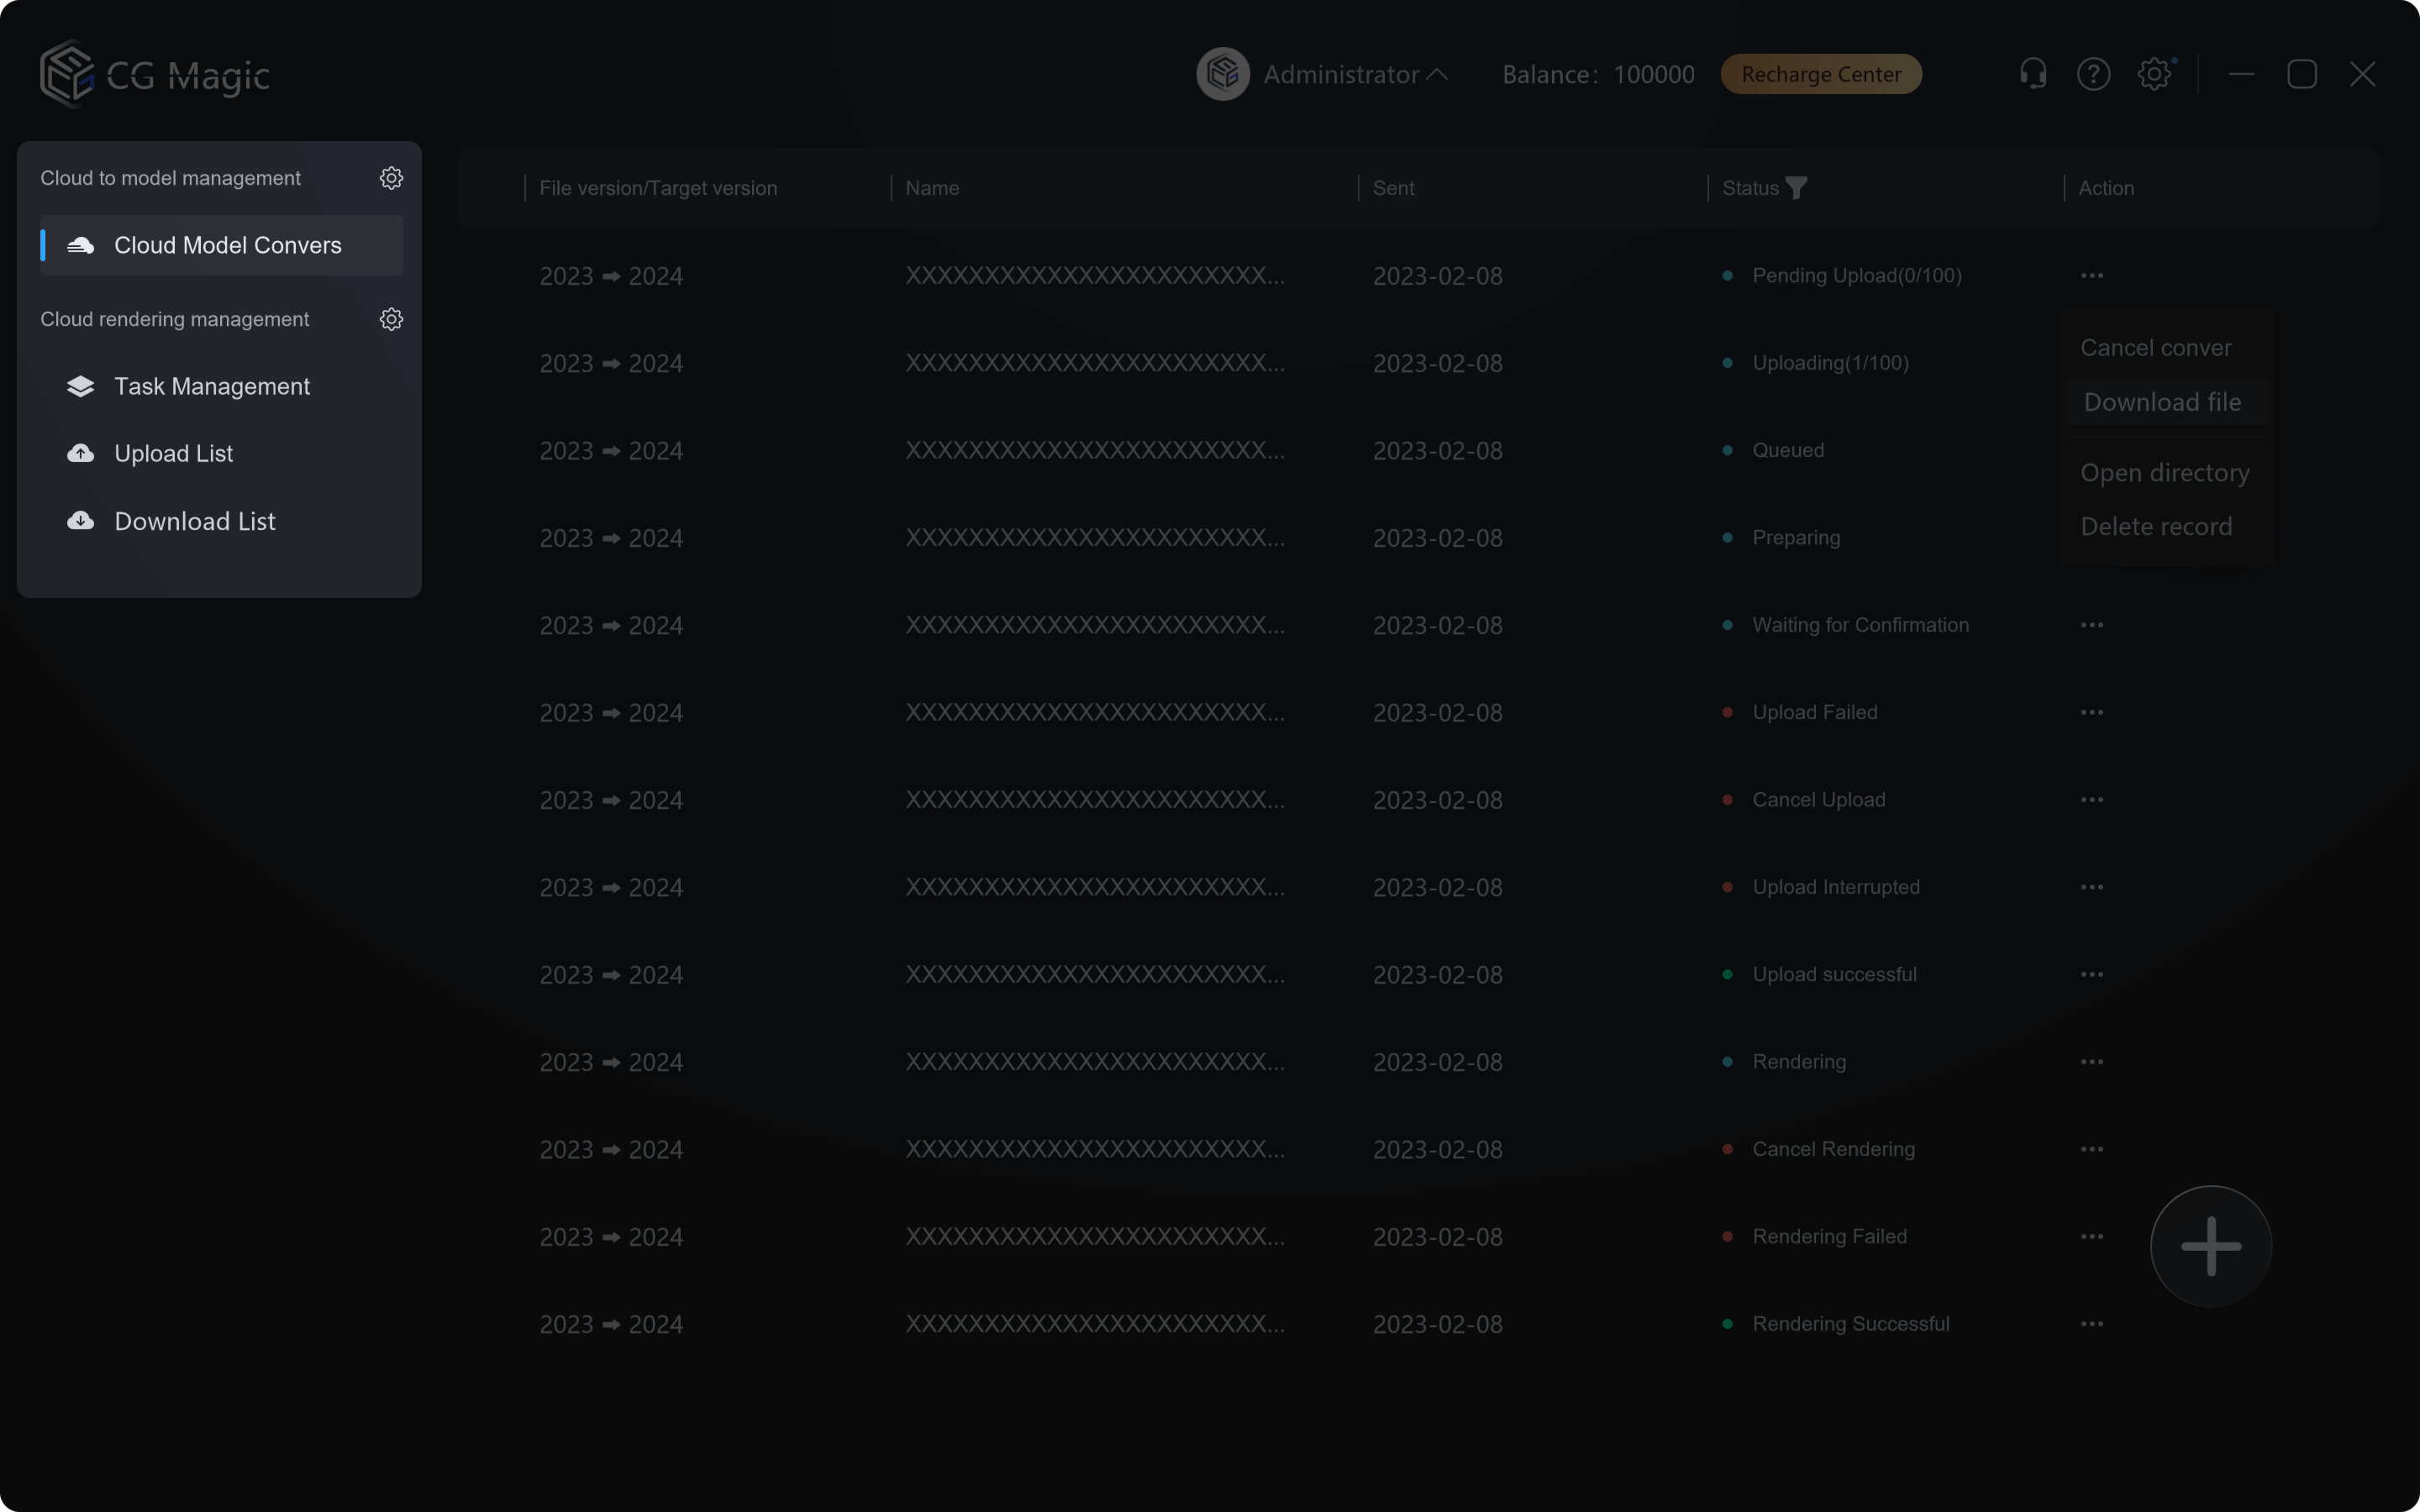 CG Magic
Administrator Balance: 100000 Recharge Center
Cloud to model management
Cloud Model Convers
Cloud rendering management
Task Management
Upload List
Download List
File version/Target version Name Sent Status Action
2023 ➡ 2024 XXXXXXXXXXXXXXXXXXXXXXX... 2023-02-08 Pending Upload(0/100) •••
2023 ➡ 2024 XXXXXXXXXXXXXXXXXXXXXXX... 2023-02-08 Uploading(1/100)
2023 ➡ 2024 XXXXXXXXXXXXXXXXXXXXXXX... 2023-02-08 Queued
2023 ➡ 2024 XXXXXXXXXXXXXXXXXXXXXXX... 2023-02-08 Preparing
Cancel conver
Download file
Open directory
Delete record
2023 ➡ 2024 XXXXXXXXXXXXXXXXXXXXXXX... 2023-02-08 Waiting for Confirmation •••
2023 ➡ 2024 XXXXXXXXXXXXXXXXXXXXXXX... 2023-02-08 Upload Failed •••
2023 ➡ 2024 XXXXXXXXXXXXXXXXXXXXXXX... 2023-02-08 Cancel Upload •••
2023 ➡ 2024 XXXXXXXXXXXXXXXXXXXXXXX... 2023-02-08 Upload Interrupted •••
2023 ➡ 2024 XXXXXXXXXXXXXXXXXXXXXXX... 2023-02-08 Upload successful •••
2023 ➡ 2024 XXXXXXXXXXXXXXXXXXXXXXX... 2023-02-08 Rendering •••
2023 ➡ 2024 XXXXXXXXXXXXXXXXXXXXXXX... 2023-02-08 Cancel Rendering •••
2023 ➡ 2024 XXXXXXXXXXXXXXXXXXXXXXX... 2023-02-08 Rendering Failed •••
2023 ➡ 2024 XXXXXXXXXXXXXXXXXXXXXXX... 2023-02-08 Rendering Successful •••